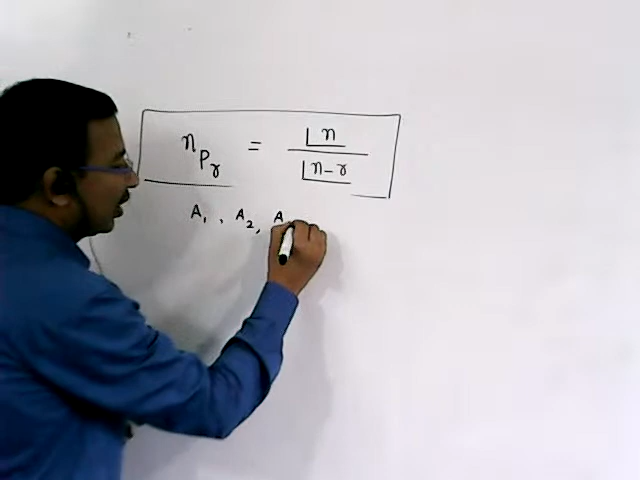 nPr = ⌊n / ⌊n-r
A₁, A₂, A